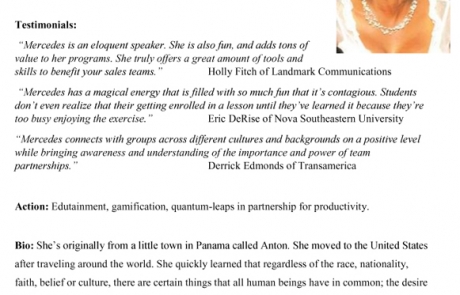 Testimonials:
“Mercedes is an eloquent speaker. She is also fun, and adds tons of
value to her programs. She truly offers a great amount of tools and
skills to benefit your sales teams.” Holly Fitch of Landmark Communications
“Mercedes has a magical energy that is filled with so much fun that it’s contagious. Students
don’t even realize that their getting enrolled in a lesson until they’ve learned it because they’re
too busy enjoying the exercise.” Eric DeRise of Nova Southeastern University
“Mercedes connects with groups across different cultures and backgrounds on a positive level
while bringing awareness and understanding of the importance and power of team
partnerships.” Derrick Edmonds of Transamerica
Action: Edutainment, gamification, quantum-leaps in partnership for productivity.
Bio: She’s originally from a little town in Panama called Anton. She moved to the United States
after traveling around the world. She quickly learned that regardless of the race, nationality,
faith, belief or culture, there are certain things that all human beings have in common; the desire